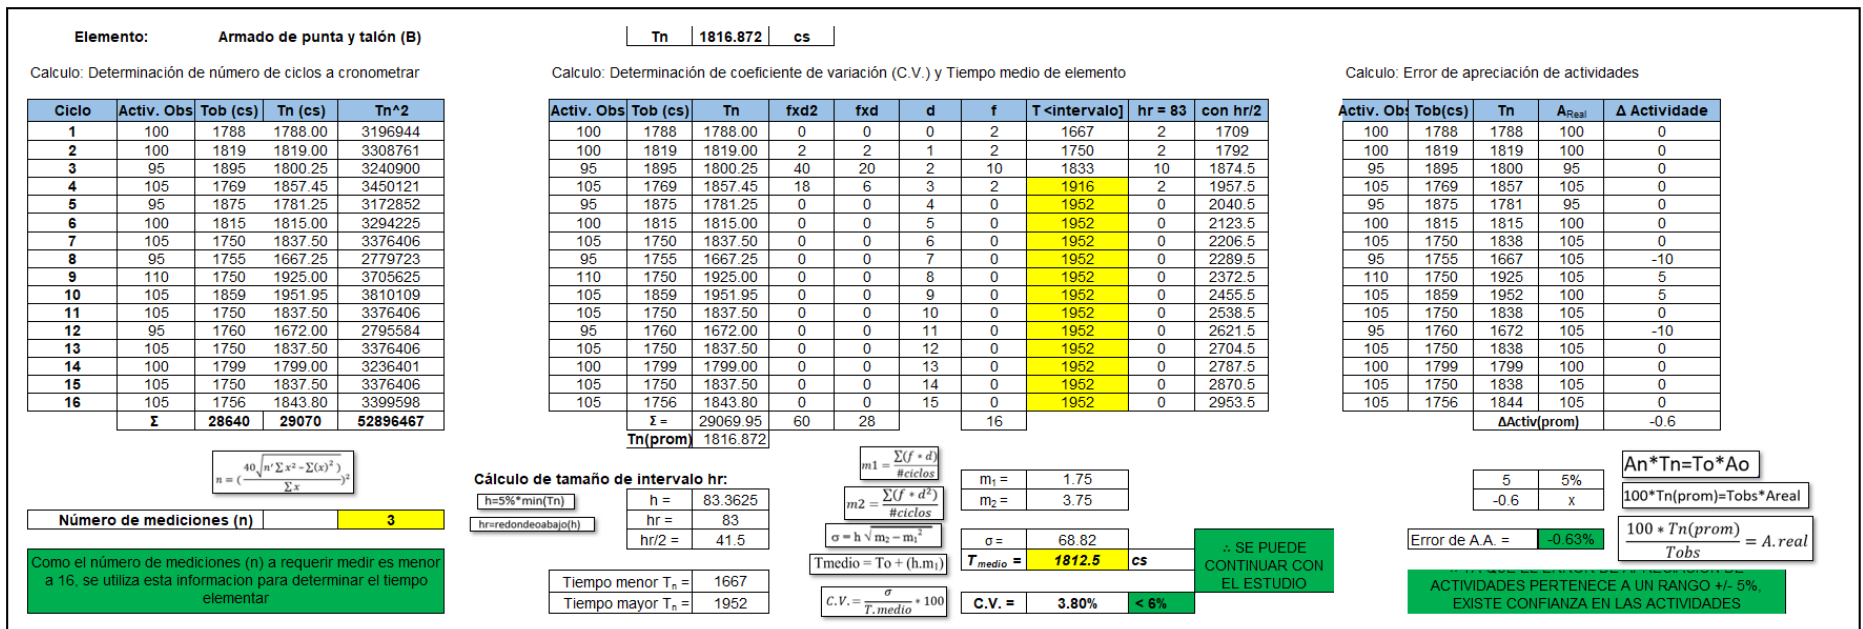 Elemento: Armado de punta y talón (B) Tn 1816.872 cs
Calculo: Determinación de número de ciclos a cronometrar
Ciclo Activ. Obs Tob (cs) Tn (cs) Tn^2
1 100 1788 1788.00 3196944
2 100 1819 1819.00 3308761
3 95 1895 1800.25 3240900
4 105 1769 1857.45 3450121
5 95 1875 1781.25 3172852
6 100 1815 1815.00 3294225
7 105 1750 1837.50 3376406
8 95 1755 1667.25 2779723
9 110 1750 1925.00 3705625
10 105 1859 1951.95 3810109
11 105 1750 1837.50 3376406
12 95 1760 1672.00 2795584
13 105 1750 1837.50 3376406
14 100 1799 1799.00 3236401
15 105 1750 1837.50 3376406
16 105 1756 1843.80 3399598
Σ 28640 29070 52896467
n = (40√(n' Σ x² − Σ(x)²) / Σ x)²
Número de mediciones (n) 3
Como el número de mediciones (n) a requerir medir es menor
a 16, se utiliza esta informacion para determinar el tiempo
elementar
Calculo: Determinación de coeficiente de variación (C.V.) y Tiempo medio de elemento
Activ. Obs Tob (cs) Tn fxd2 fxd d f T <intervalo] hr = 83 con hr/2
100 1788 1788.00 0 0 0 2 1667 2 1709
100 1819 1819.00 2 2 1 2 1750 2 1792
95 1895 1800.25 40 20 2 10 1833 10 1874.5
105 1769 1857.45 18 6 3 2 1916 2 1957.5
95 1875 1781.25 0 0 4 0 1952 0 2040.5
100 1815 1815.00 0 0 5 0 1952 0 2123.5
105 1750 1837.50 0 0 6 0 1952 0 2206.5
95 1755 1667.25 0 0 7 0 1952 0 2289.5
110 1750 1925.00 0 0 8 0 1952 0 2372.5
105 1859 1951.95 0 0 9 0 1952 0 2455.5
105 1750 1837.50 0 0 10 0 1952 0 2538.5
95 1760 1672.00 0 0 11 0 1952 0 2621.5
105 1750 1837.50 0 0 12 0 1952 0 2704.5
100 1799 1799.00 0 0 13 0 1952 0 2787.5
105 1750 1837.50 0 0 14 0 1952 0 2870.5
105 1756 1843.80 0 0 15 0 1952 0 2953.5
Σ = 29069.95 60 28 16
Tn(prom) 1816.872
Cálculo de tamaño de intervalo hr:
h=5%*min(Tn) h = 83.3625
hr=redondeoabajo(h) hr = 83
hr/2 = 41.5
Tiempo menor Tn = 1667
Tiempo mayor Tn = 1952
m1 = Σ(f * d) / #ciclos
m2 = Σ(f * d²) / #ciclos
σ = h √(m₂ − m₁²)
Tmedio = To + (h.m₁)
C.V. = σ / T.medio * 100
m₁ = 1.75
m₂ = 3.75
σ = 68.82
Tmedio = 1812.5 cs
C.V. = 3.80% < 6%
∴ SE PUEDE
CONTINUAR CON
EL ESTUDIO
Calculo: Error de apreciación de actividades
Activ. Obs Tob(cs) Tn AReal Δ Actividade
100 1788 1788 100 0
100 1819 1819 100 0
95 1895 1800 95 0
105 1769 1857 105 0
95 1875 1781 95 0
100 1815 1815 100 0
105 1750 1838 105 0
95 1755 1667 105 -10
110 1750 1925 105 5
105 1859 1952 100 5
105 1750 1838 105 0
95 1760 1672 105 -10
105 1750 1838 105 0
100 1799 1799 100 0
105 1750 1838 105 0
105 1756 1844 105 0
ΔActiv(prom) -0.6
5 5%
-0.6 x
Error de A.A. = -0.63%
An*Tn=To*Ao
100*Tn(prom)=Tobs*Areal
100 * Tn(prom) / Tobs = A.real
∴ YA QUE EL ERROR DE APRECIACIÓN DE
ACTIVIDADES PERTENECE A UN RANGO +/- 5%,
EXISTE CONFIANZA EN LAS ACTIVIDADES